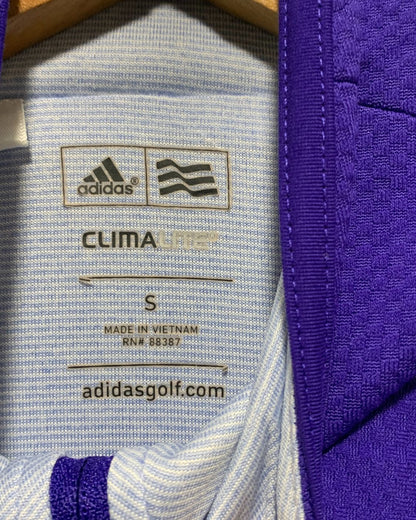 adidas®
CLIMALITE®
S
MADE IN VIETNAM
RN# 88387
adidasgolf.com